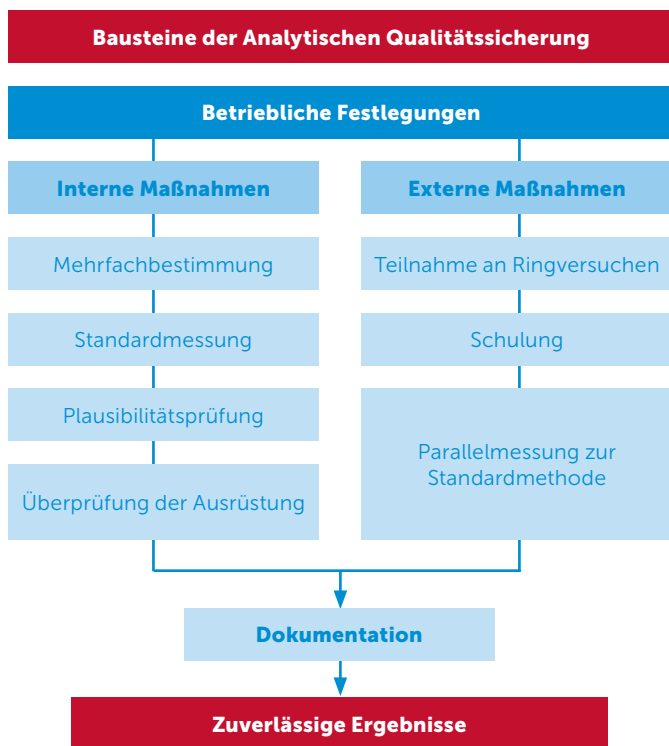 Bausteine der Analytischen Qualitätssicherung
Betriebliche Festlegungen
Interne Maßnahmen
Mehrfachbestimmung
Standardmessung
Plausibilitätsprüfung
Überprüfung der Ausrüstung
Externe Maßnahmen
Teilnahme an Ringversuchen
Schulung
Parallelmessung zur
Standardmethode
Dokumentation
Zuverlässige Ergebnisse